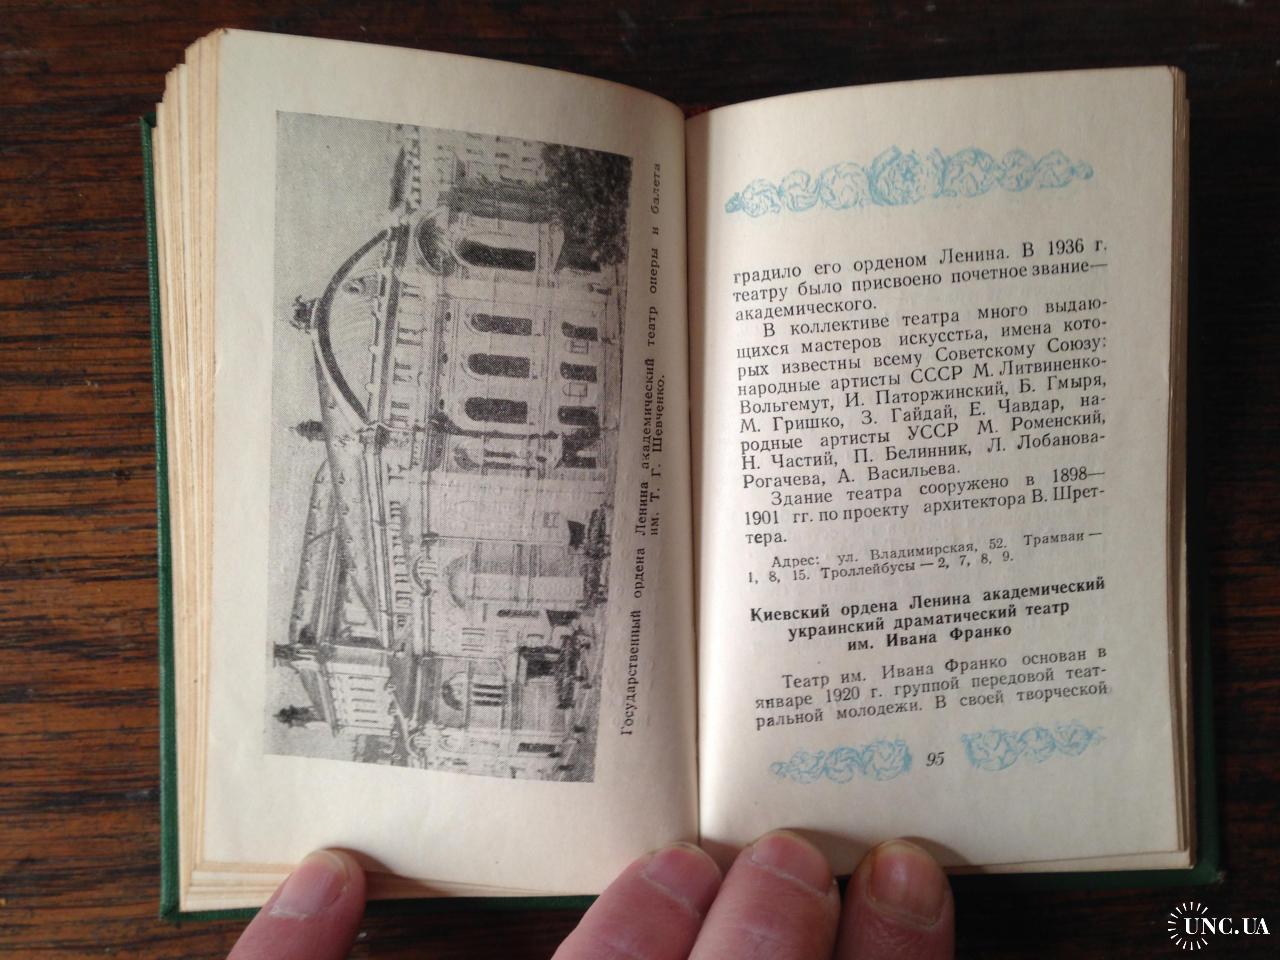 Государственный ордена Ленина академический театр оперы и балета
им. Т. Г. Шевченко.
градило его орденом Ленина. В 1936 г.
театру было присвоено почетное звание—
академического.
В коллективе театра много выдаю-
щихся мастеров искусства, имена кото-
рых известны всему Советскому Союзу:
народные артисты СССР М. Литвиненко-
Вольгемут, И. Паторжинский, Б. Гмыря,
М. Гришко, З. Гайдай, Е. Чавдар, на-
родные артисты УССР М. Роменский,
Н. Частий, П. Белинник, Л. Лобанова-
Рогачева, А. Васильева.
Здание театра сооружено в 1898—
1901 гг. по проекту архитектора В. Шрет-
тера.
Адрес: ул. Владимирская, 52. Трамваи —
1, 8, 15. Троллейбусы — 2, 7, 8, 9.
Киевский ордена Ленина академический
украинский драматический театр
им. Ивана Франко
Театр им. Ивана Франко основан в
январе 1920 г. группой передовой теат-
ральной молодежи. В своей творческой
95
UNC.UA